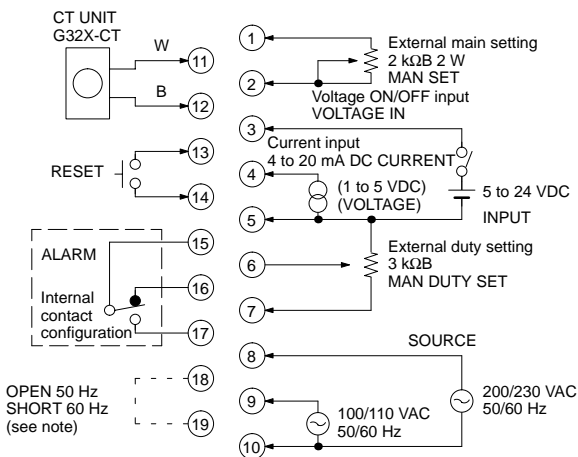 CT UNIT
G32X-CT
W
11
B
12
13
RESET
14
15
ALARM
16
Internal
contact
configuration
17
18
OPEN 50 Hz
SHORT 60 Hz
(see note)
19
1
External main setting
2 kΩB 2 W
MAN SET
2
Voltage ON/OFF input
VOLTAGE IN
3
Current input
4 to 20 mA DC CURRENT
4
(1 to 5 VDC)
(VOLTAGE)
5 to 24 VDC
5
INPUT
External duty setting
3 kΩB
MAN DUTY SET
6
7
SOURCE
8
200/230 VAC
50/60 Hz
9
100/110 VAC
50/60 Hz
10